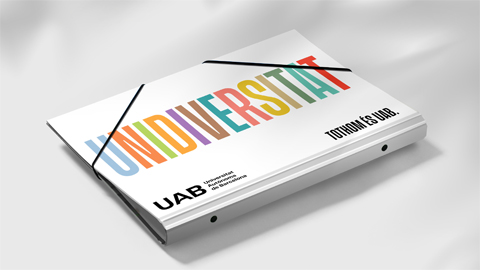 UNIDIVERSITAT
TOTHOM ÉS UAB.
UAB
Universitat
Autònoma
de Barcelona